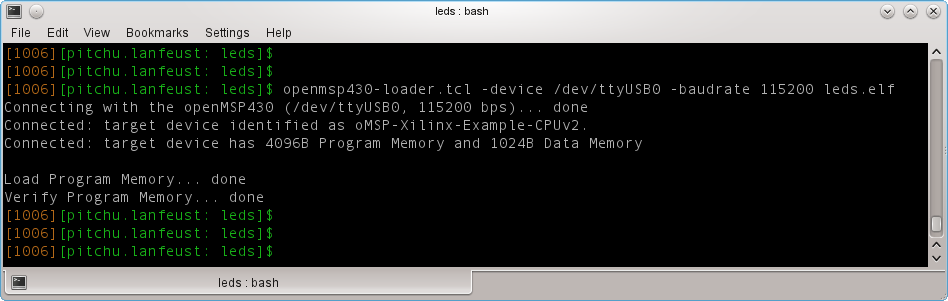 leds : bash
File Edit View Bookmarks Settings Help
[1006][pitchu.lanfeust: leds]$
[1006][pitchu.lanfeust: leds]$
[1006][pitchu.lanfeust: leds]$ openmsp430-loader.tcl -device /dev/ttyUSB0 -baudrate 115200 leds.elf
Connecting with the openMSP430 (/dev/ttyUSB0, 115200 bps)... done
Connected: target device identified as oMSP-Xilinx-Example-CPUv2.
Connected: target device has 4096B Program Memory and 1024B Data Memory
Load Program Memory... done
Verify Program Memory... done
[1006][pitchu.lanfeust: leds]$
[1006][pitchu.lanfeust: leds]$
[1006][pitchu.lanfeust: leds]$
leds : bash